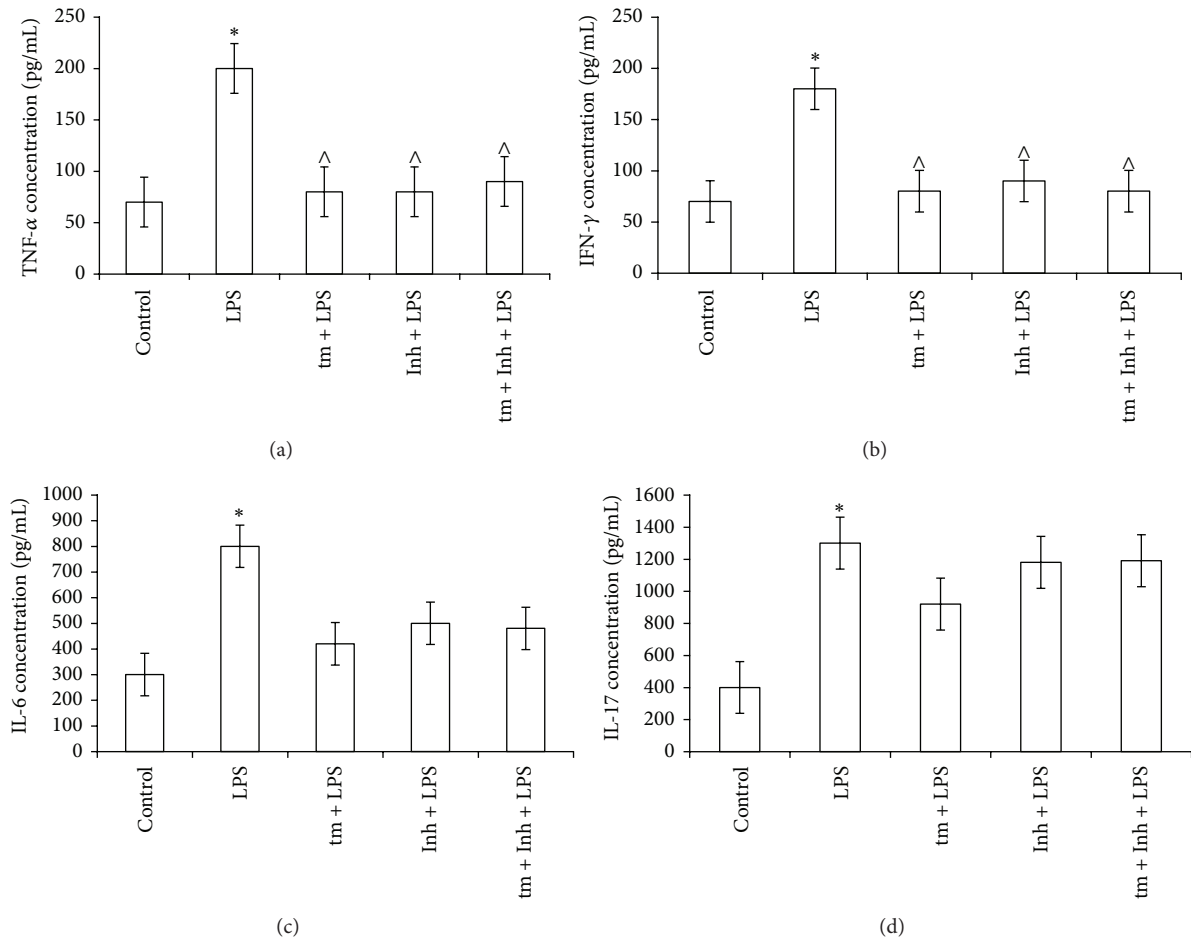 TNF-α concentration (pg/mL)
250
200
150
100
50
0
*
^
^
^
Control
LPS
tm + LPS
Inh + LPS
tm + Inh + LPS
(a)
IFN-γ concentration (pg/mL)
250
200
150
100
50
0
*
^
^
^
Control
LPS
tm + LPS
Inh + LPS
tm + Inh + LPS
(b)
IL-6 concentration (pg/mL)
1000
900
800
700
600
500
400
300
200
100
0
*
Control
LPS
tm + LPS
Inh + LPS
tm + Inh + LPS
(c)
IL-17 concentration (pg/mL)
1600
1400
1200
1000
800
600
400
200
0
*
Control
LPS
tm + LPS
Inh + LPS
tm + Inh + LPS
(d)